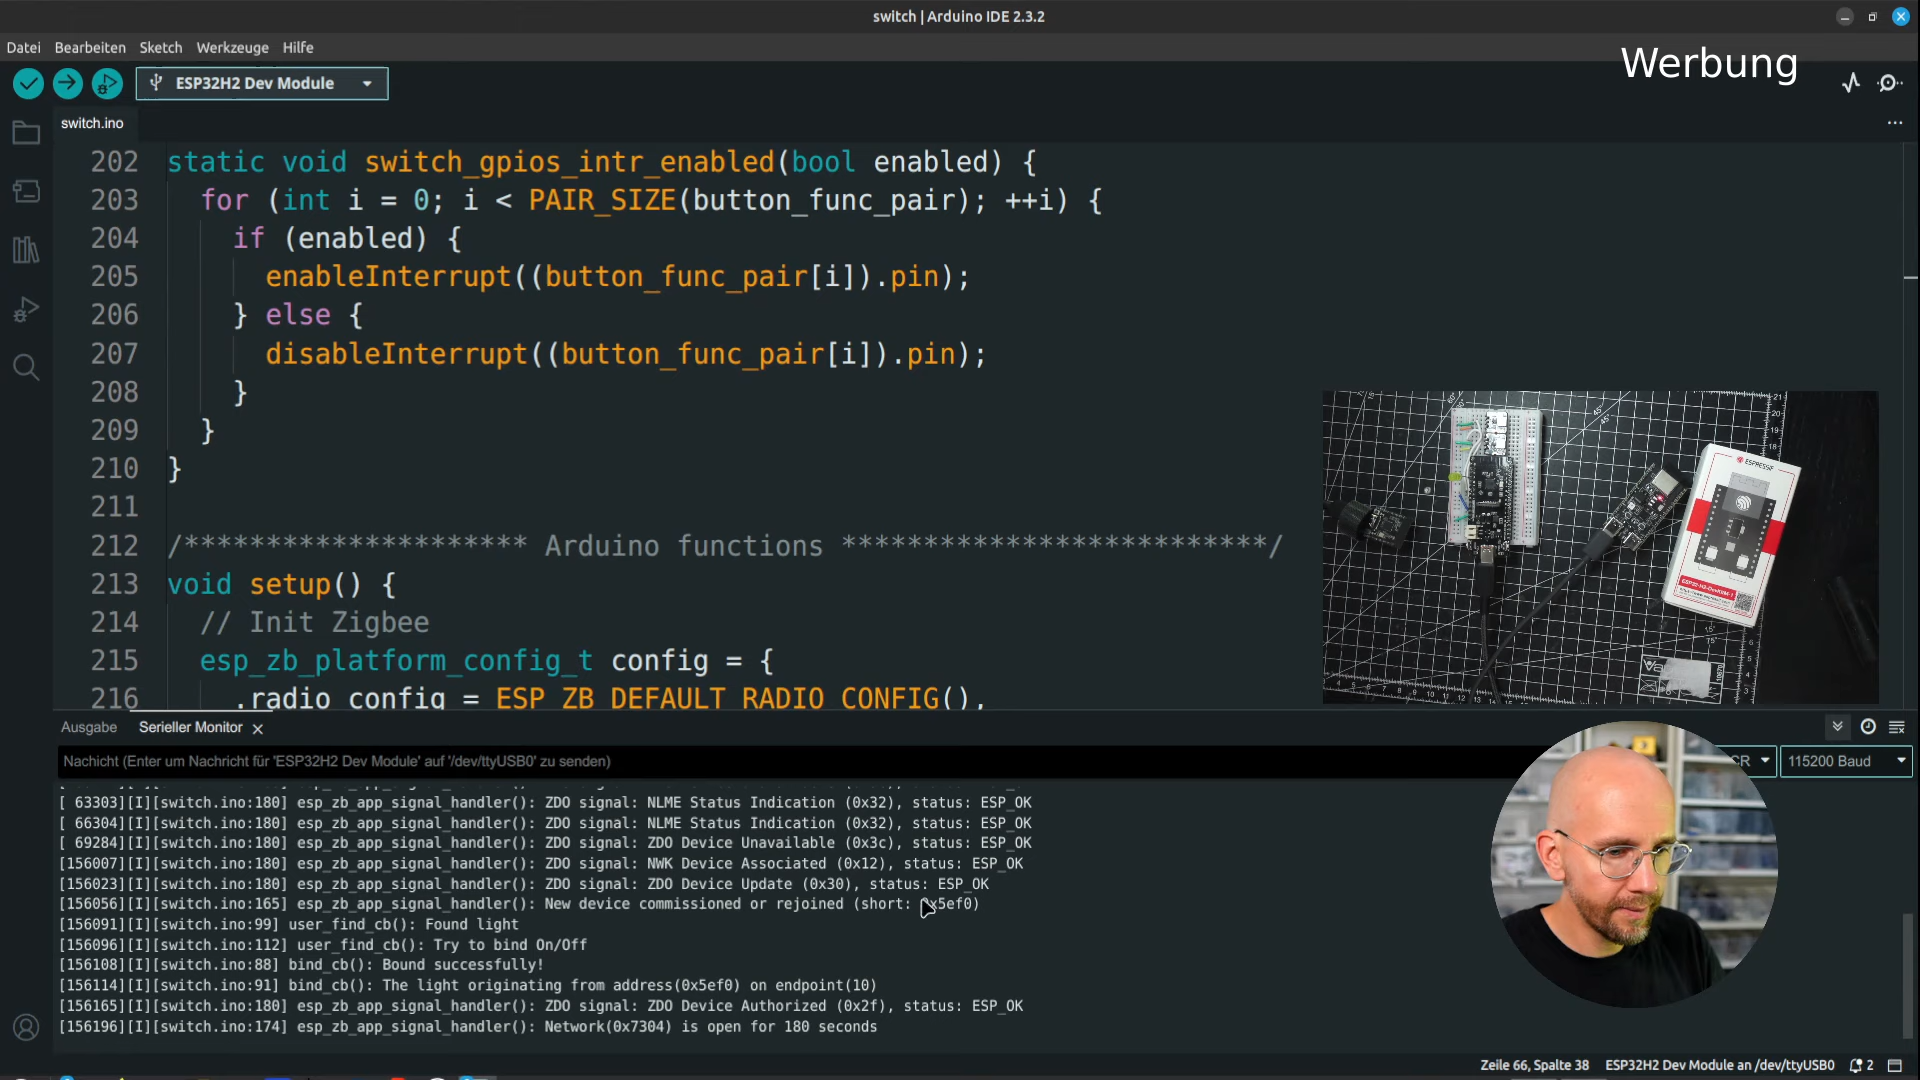 switch | Arduino IDE 2.3.2
Datei Bearbeiten Sketch Werkzeuge Hilfe
Werbung
ESP32H2 Dev Module
switch.ino
202 static void switch_gpios_intr_enabled(bool enabled) {
203 for (int i = 0; i < PAIR_SIZE(button_func_pair); ++i) {
204 if (enabled) {
205 enableInterrupt((button_func_pair[i]).pin);
206 } else {
207 disableInterrupt((button_func_pair[i]).pin);
208 }
209 }
210 }
211
212 /********************* Arduino functions **************************/
213 void setup() {
214 // Init Zigbee
215 esp_zb_platform_config_t config = {
216 .radio_config = ESP_ZB_DEFAULT_RADIO_CONFIG(),
ESPRESSIF
Ausgabe Serieller Monitor
Nachricht (Enter um Nachricht für 'ESP32H2 Dev Module' auf '/dev/ttyUSB0' zu senden)
CR 115200 Baud
[ 63303][I][switch.ino:180] esp_zb_app_signal_handler(): ZDO signal: NLME Status Indication (0x32), status: ESP_OK
[ 66304][I][switch.ino:180] esp_zb_app_signal_handler(): ZDO signal: NLME Status Indication (0x32), status: ESP_OK
[ 69284][I][switch.ino:180] esp_zb_app_signal_handler(): ZDO signal: ZDO Device Unavailable (0x3c), status: ESP_OK
[156007][I][switch.ino:180] esp_zb_app_signal_handler(): ZDO signal: NWK Device Associated (0x12), status: ESP_OK
[156023][I][switch.ino:180] esp_zb_app_signal_handler(): ZDO signal: ZDO Device Update (0x30), status: ESP_OK
[156056][I][switch.ino:165] esp_zb_app_signal_handler(): New device commissioned or rejoined (short: 0x5ef0)
[156091][I][switch.ino:99] user_find_cb(): Found light
[156096][I][switch.ino:112] user_find_cb(): Try to bind On/Off
[156108][I][switch.ino:88] bind_cb(): Bound successfully!
[156114][I][switch.ino:91] bind_cb(): The light originating from address(0x5ef0) on endpoint(10)
[156165][I][switch.ino:180] esp_zb_app_signal_handler(): ZDO signal: ZDO Device Authorized (0x2f), status: ESP_OK
[156196][I][switch.ino:174] esp_zb_app_signal_handler(): Network(0x7304) is open for 180 seconds
Zeile 66, Spalte 38 ESP32H2 Dev Module an /dev/ttyUSB0 2